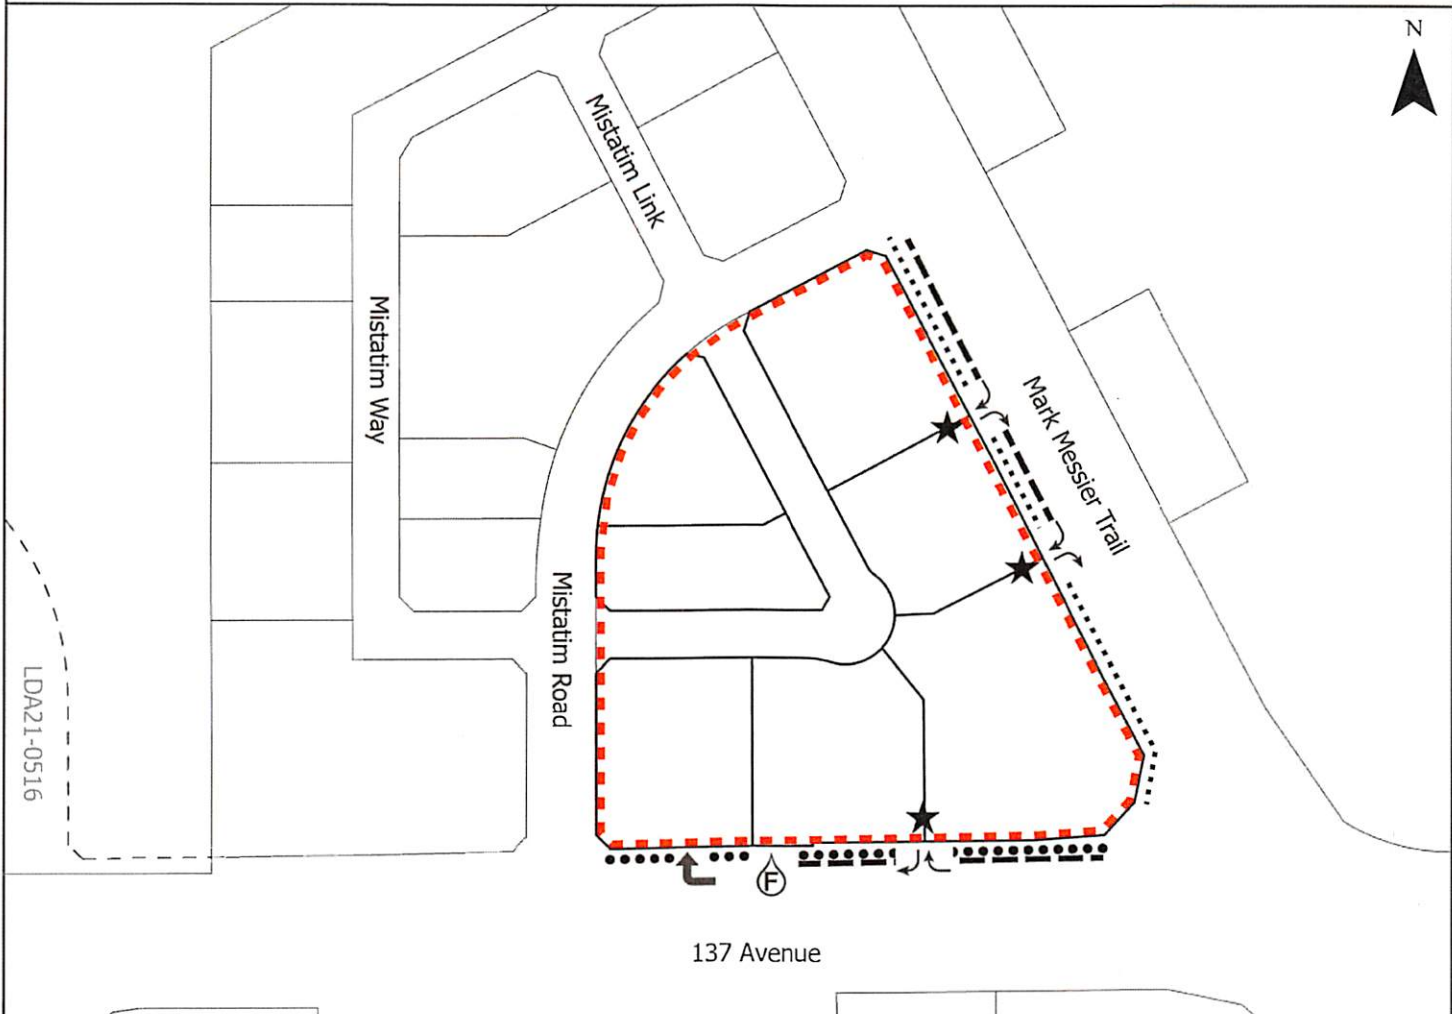 N
Mistatim Link
Mistatim Way
Mark Messier Trail
Mistatim Road
LDA21-0516
F
137 Avenue